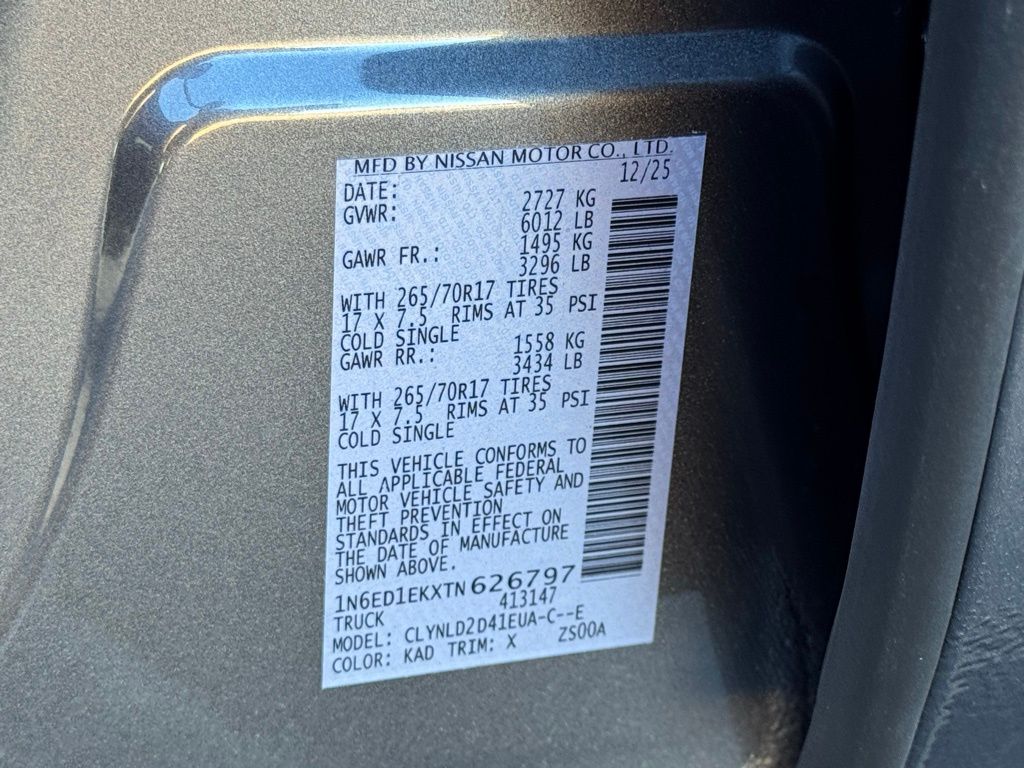 MFD BY NISSAN MOTOR CO., LTD.
DATE: 12/25
GVWR: 2727 KG
6012 LB
GAWR FR.: 1495 KG
3296 LB
WITH 265/70R17 TIRES
17 X 7.5 RIMS AT 35 PSI
COLD SINGLE
GAWR RR.: 1558 KG
3434 LB
WITH 265/70R17 TIRES
17 X 7.5 RIMS AT 35 PSI
COLD SINGLE
THIS VEHICLE CONFORMS TO
ALL APPLICABLE FEDERAL
MOTOR VEHICLE SAFETY AND
THEFT PREVENTION
STANDARDS IN EFFECT ON
THE DATE OF MANUFACTURE
SHOWN ABOVE.
1N6ED1EKXTN626797
TRUCK 413147
MODEL: CLYNLD2D41EUA-C--E
COLOR: KAD TRIM: X ZS00A